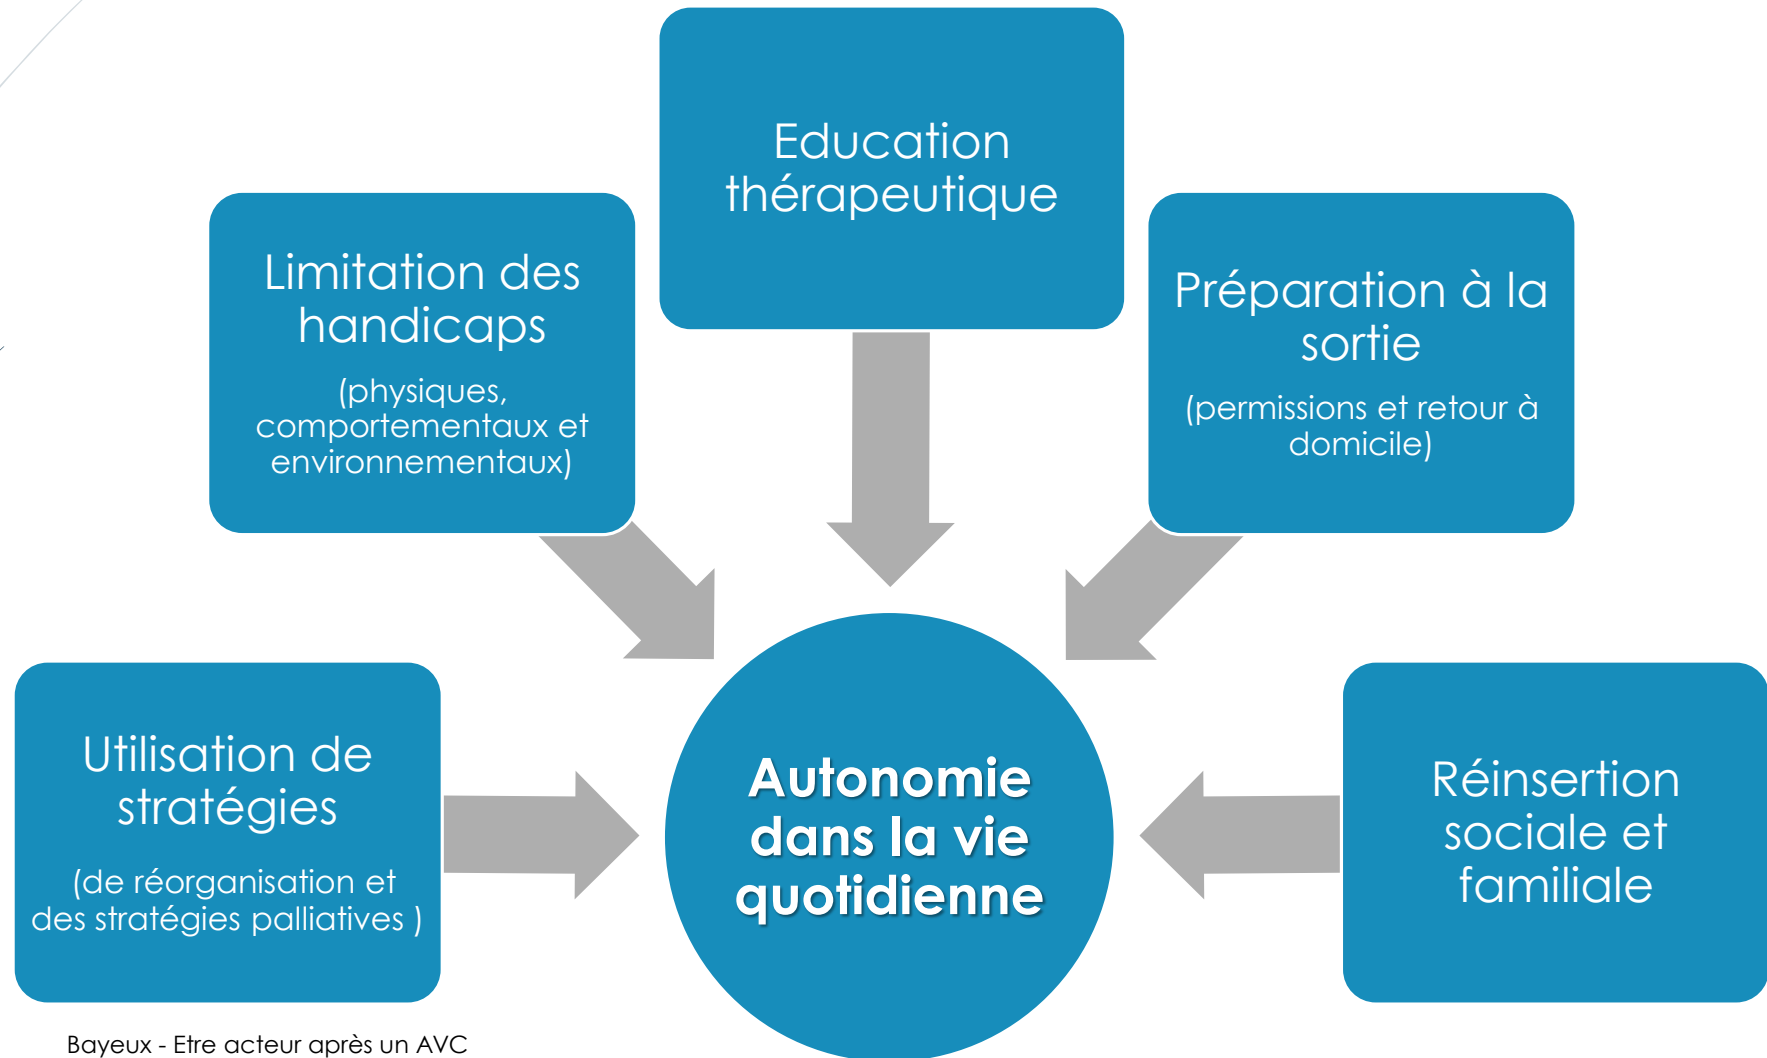 Education
thérapeutique
Limitation des
handicaps
(physiques,
comportementaux et
environnementaux)
Préparation à la
sortie
(permissions et retour à
domicile)
Utilisation de
stratégies
(de réorganisation et
des stratégies palliatives )
Autonomie
dans la vie
quotidienne
Réinsertion
sociale et
familiale
Bayeux - Etre acteur après un AVC